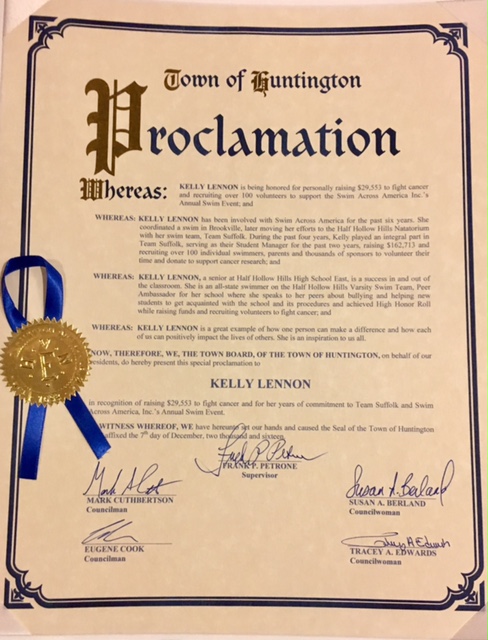 Town of Huntington
Proclamation
Whereas: KELLY LENNON is being honored for personally raising $29,553 to fight cancer
and recruiting over 100 volunteers to support the Swim Across America Inc.'s
Annual Swim Event; and
WHEREAS: KELLY LENNON has been involved with Swim Across America for the past six years. She
coordinated a swim in Brookville, later moving her efforts to the Half Hollow Hills Natatorium
with her swim team, Team Suffolk. During the past four years, Kelly played an integral part in
Team Suffolk, serving as their Student Manager for the past two years, raising $162,713 and
recruiting over 100 individual swimmers, parents and thousands of sponsors to volunteer their
time and donate to support cancer research; and
WHEREAS: KELLY LENNON, a senior at Half Hollow Hills High School East, is a success in and out of
the classroom. She is an all-state swimmer on the Half Hollow Hills Varsity Swim Team, Peer
Ambassador for her school where she speaks to her peers about bullying and helping new
students to get acquainted with the school and its procedures and achieved High Honor Roll
while raising funds and recruiting volunteers to fight cancer; and
WHEREAS: KELLY LENNON is a great example of how one person can make a difference and how each
of us can positively impact the lives of others. She is an inspiration to us all.
NOW, THEREFORE, WE, THE TOWN BOARD, OF THE TOWN OF HUNTINGTON, on behalf of our
residents, do hereby present this special proclamation to
KELLY LENNON
in recognition of raising $29,553 to fight cancer and for her years of commitment to Team Suffolk and Swim
Across America, Inc.'s Annual Swim Event.
WITNESS WHEREOF, WE have hereunto set our hands and caused the Seal of the Town of Huntington
affixed the 7th day of December, two thousand and sixteen.
FRANK P. PETRONE
Supervisor
MARK CUTHBERTSON
Councilman
SUSAN A. BERLAND
Councilwoman
EUGENE COOK
Councilman
TRACEY A. EDWARDS
Councilwoman